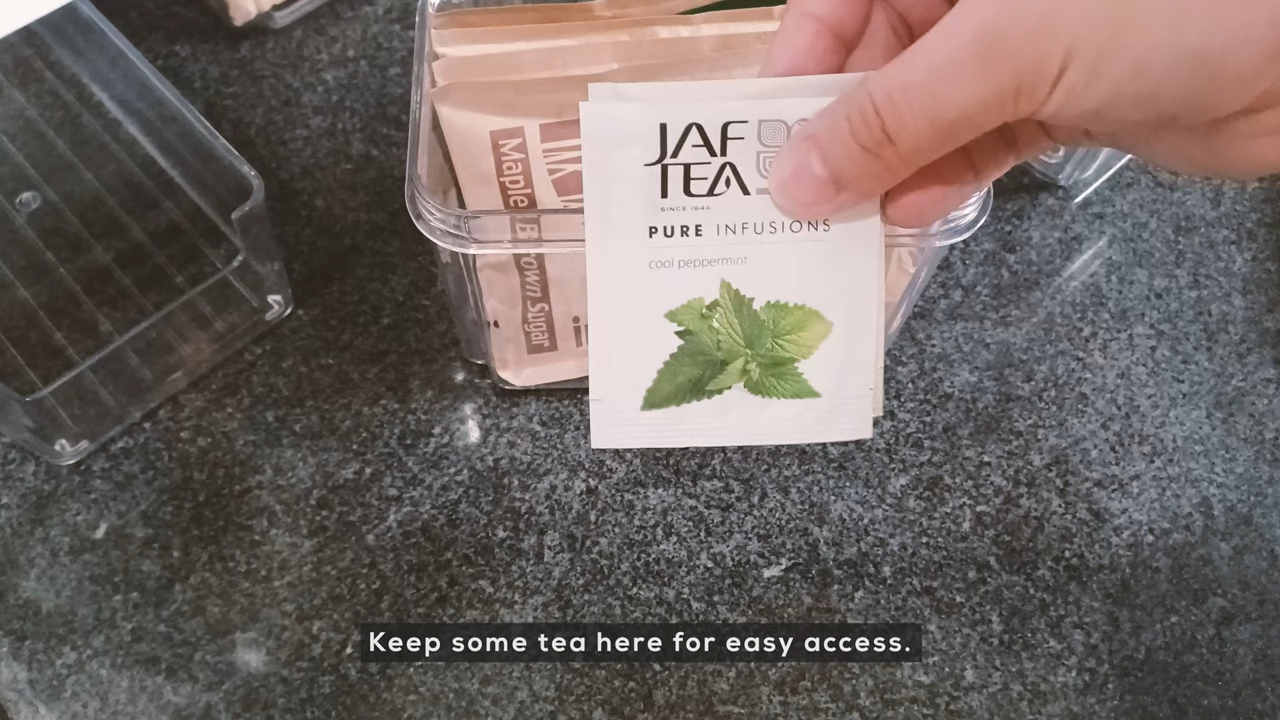 JAF
TEA
SINCE 1944
PURE INFUSIONS
cool peppermint
Maple Brown Sugar
Keep some tea here for easy access.